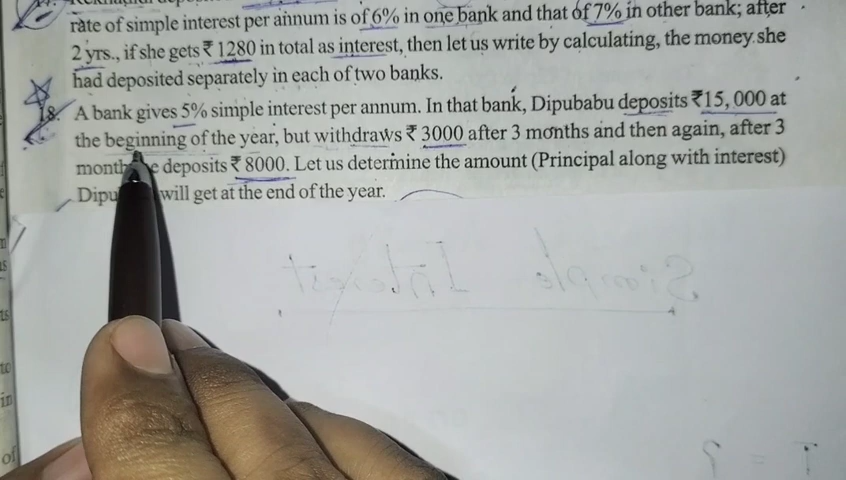 rate of simple interest per annum is of 6% in one bank and that of 7% in other bank; after
2 yrs., if she gets ₹ 1280 in total as interest, then let us write by calculating, the money she
had deposited separately in each of two banks.
18. A bank gives 5% simple interest per annum. In that bank, Dipubabu deposits ₹15,000 at
the beginning of the year, but withdraws ₹ 3000 after 3 months and then again, after 3
deposits ₹ 8000. Let us determine the amount (Principal along with interest)
will get at the end of the year.
Simple Interest
I = ?